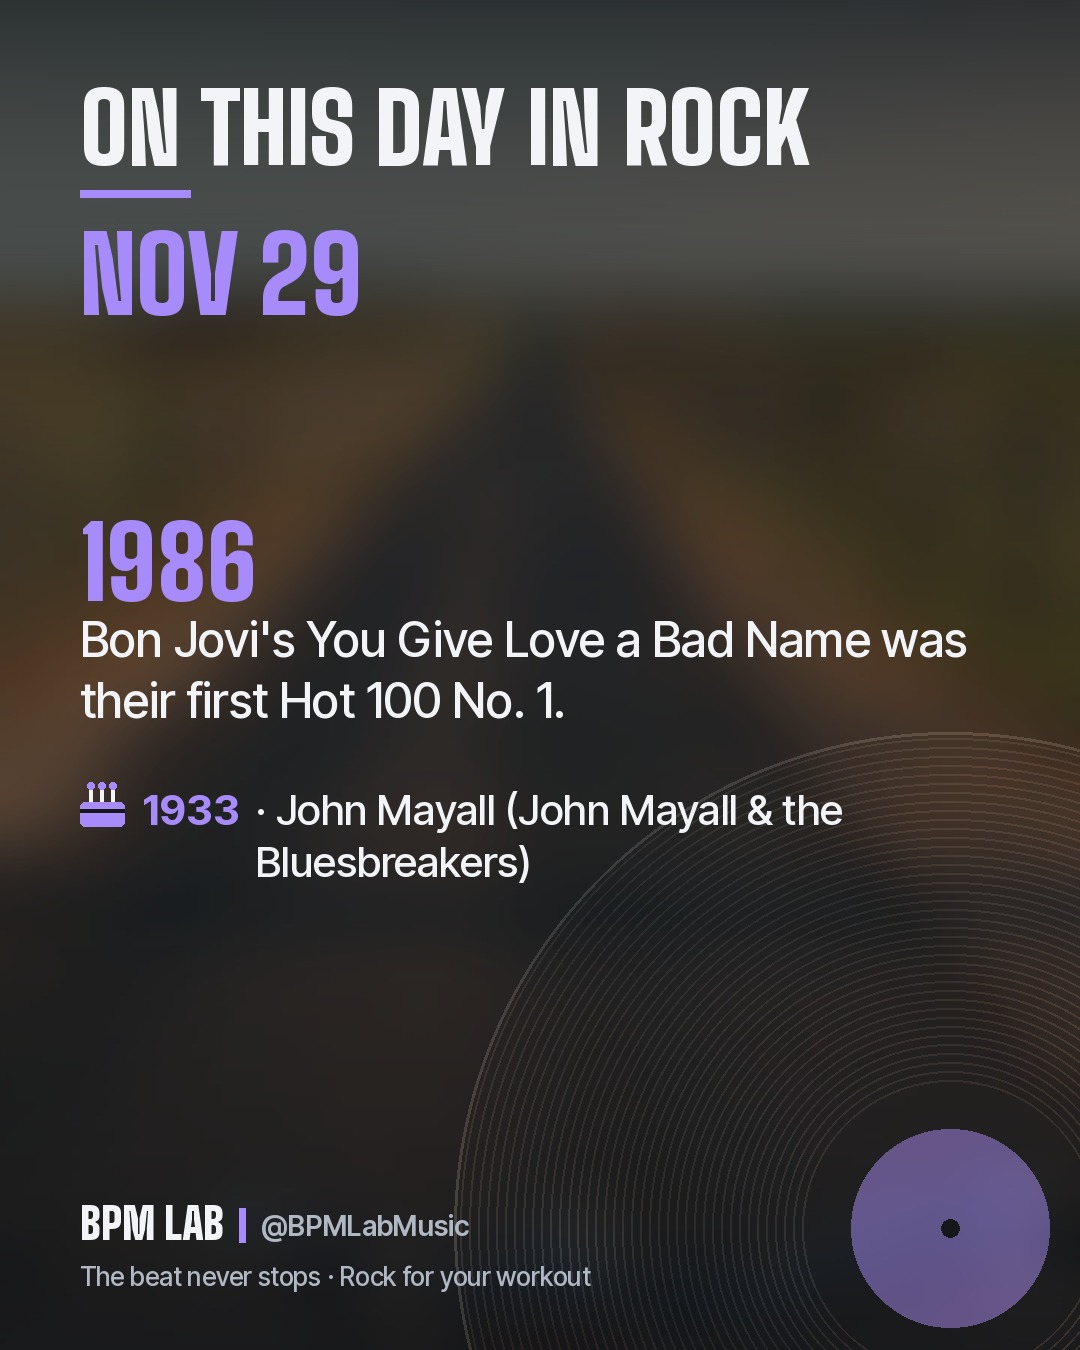 ON THIS DAY IN ROCK
NOV 29
1986
Bon Jovi's You Give Love a Bad Name was
their first Hot 100 No. 1.
1933 · John Mayall (John Mayall & the
Bluesbreakers)
BPM LAB | @BPMLabMusic
The beat never stops · Rock for your workout